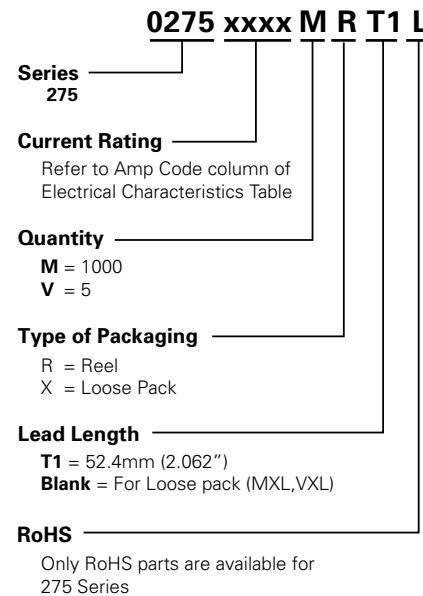 0275 xxxx M R T1 L
Series
275
Current Rating
Refer to Amp Code column of
Electrical Characteristics Table
Quantity
M = 1000
V = 5
Type of Packaging
R = Reel
X = Loose Pack
Lead Length
T1 = 52.4mm (2.062”)
Blank = For Loose pack (MXL,VXL)
RoHS
Only RoHS parts are available for
275 Series